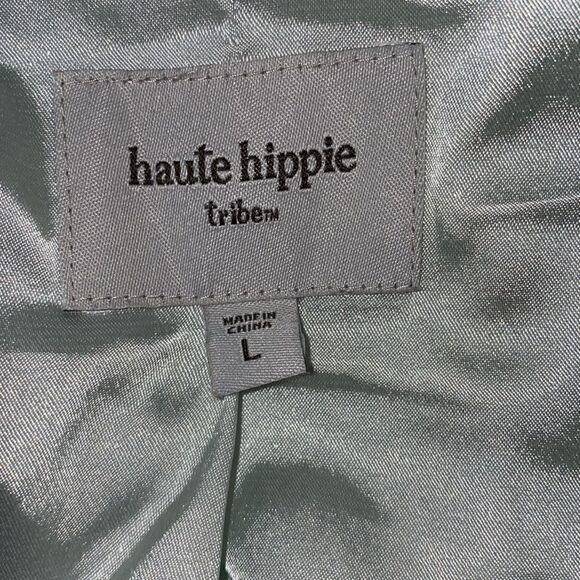 haute hippie
tribe™
MADE IN
CHINA
L